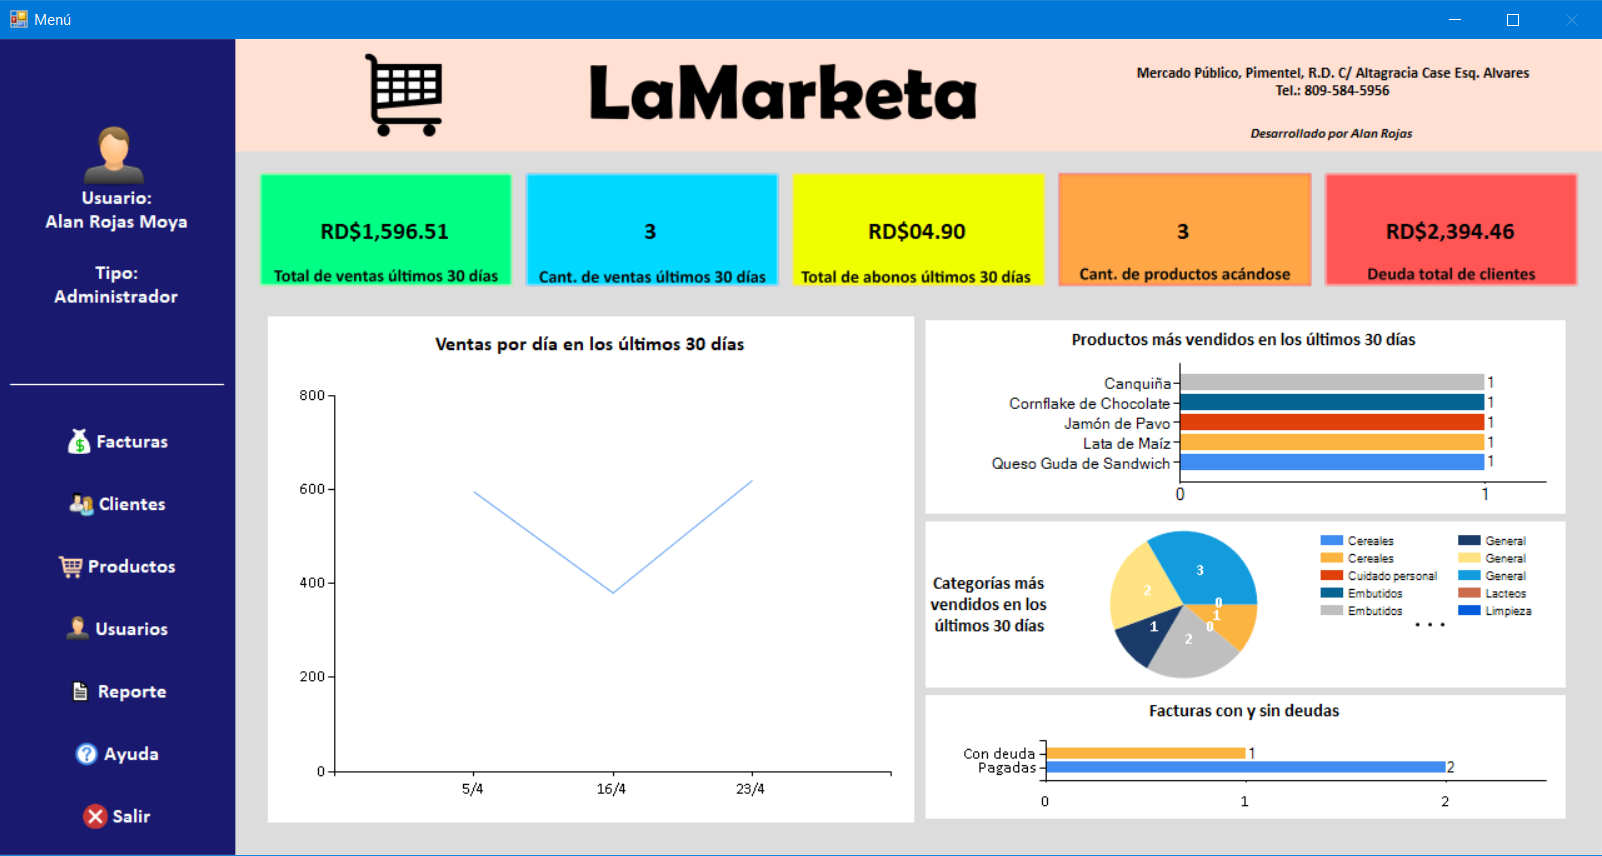 Menú
Usuario:
Alan Rojas Moya
Tipo:
Administrador
Facturas
Clientes
Productos
Usuarios
Reporte
Ayuda
Salir
LaMarketa
Mercado Público, Pimentel, R.D. C/ Altagracia Case Esq. Alvares
Tel.: 809-584-5956
Desarrollado por Alan Rojas
RD$1,596.51
Total de ventas últimos 30 días
3
Cant. de ventas últimos 30 días
RD$04.90
Total de abonos últimos 30 días
3
Cant. de productos acándose
RD$2,394.46
Deuda total de clientes
Ventas por día en los últimos 30 días
800
600
400
200
0
5/4 16/4 23/4
Productos más vendidos en los últimos 30 días
Canquiña 1
Cornflake de Chocolate 1
Jamón de Pavo 1
Lata de Maíz 1
Queso Guda de Sandwich 1
0 1
Categorías más
vendidos en los
últimos 30 días
3
2
0
1
1
0
2
Cereales General
Cereales General
Cuidado personal General
Embutidos Lacteos
Embutidos Limpieza
...
Facturas con y sin deudas
Con deuda 1
Pagadas 2
0 1 2